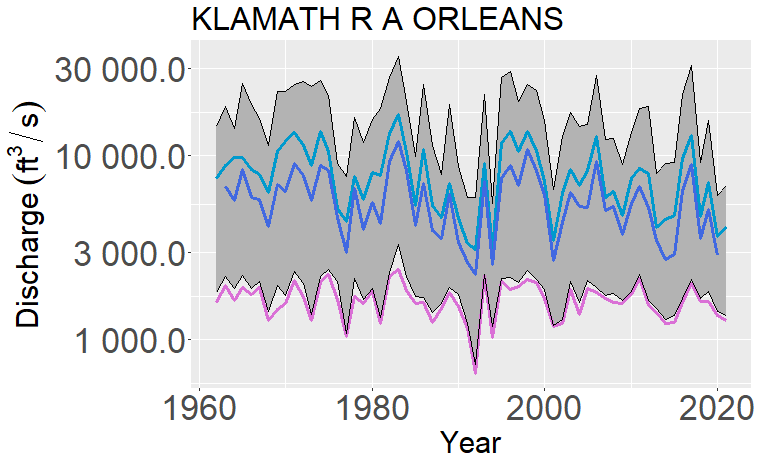 KLAMATH R A ORLEANS
Discharge (ft³/s)
30 000.0
10 000.0
3 000.0
1 000.0
1960 1980 2000 2020
Year